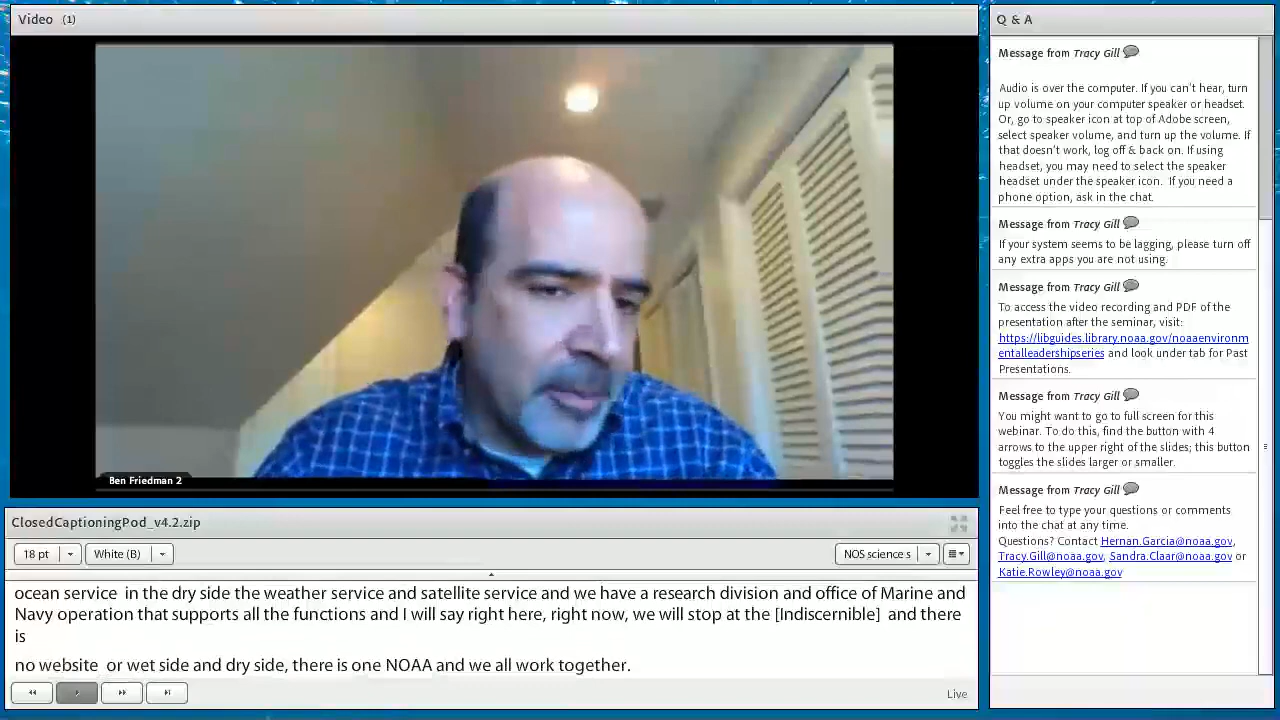 Video (1)
Ben Friedman 2
ClosedCaptioningPod_v4.2.zip
18 pt
White (B)
NOS science s
ocean service in the dry side the weather service and satellite service and we have a research division and office of Marine and
Navy operation that supports all the functions and I will say right here, right now, we will stop at the [Indiscernible] and there
is
no website or wet side and dry side, there is one NOAA and we all work together.
Live
Q & A
Message from Tracy Gill
Audio is over the computer. If you can't hear, turn
up volume on your computer speaker or headset.
Or, go to speaker icon at top of Adobe screen,
select speaker volume, and turn up the volume. If
that doesn't work, log off & back on. If using
headset, you may need to select the speaker
headset under the speaker icon. If you need a
phone option, ask in the chat.
Message from Tracy Gill
If your system seems to be lagging, please turn off
any extra apps you are not using.
Message from Tracy Gill
To access the video recording and PDF of the
presentation after the seminar, visit:
https://libguides.library.noaa.gov/noaaenvironm
entalleadershipseries and look under tab for Past
Presentations.
Message from Tracy Gill
You might want to go to full screen for this
webinar. To do this, find the button with 4
arrows to the upper right of the slides; this button
toggles the slides larger or smaller.
Message from Tracy Gill
Feel free to type your questions or comments
into the chat at any time.
Questions? Contact Hernan.Garcia@noaa.gov,
Tracy.Gill@noaa.gov, Sandra.Claar@noaa.gov or
Katie.Rowley@noaa.gov